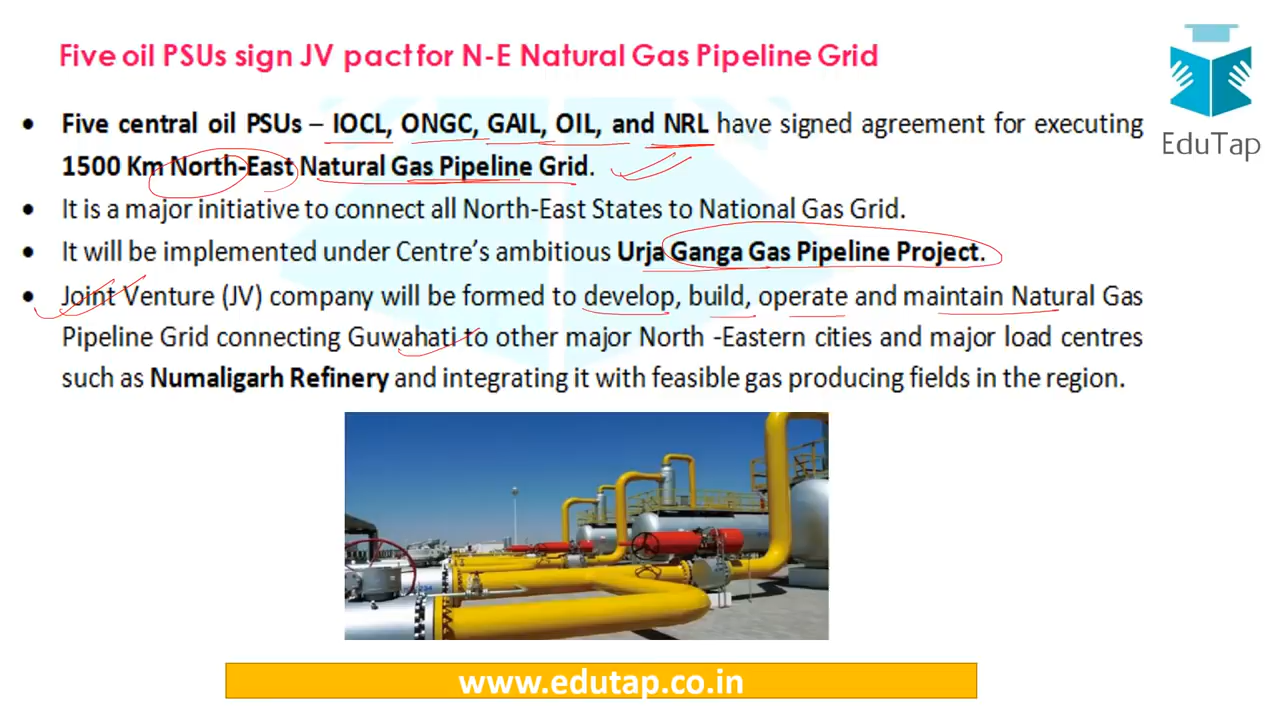 Five oil PSUs sign JV pact for N-E Natural Gas Pipeline Grid
EduTap
• Five central oil PSUs – IOCL, ONGC, GAIL, OIL, and NRL have signed agreement for executing
1500 Km North-East Natural Gas Pipeline Grid.
• It is a major initiative to connect all North-East States to National Gas Grid.
• It will be implemented under Centre's ambitious Urja Ganga Gas Pipeline Project.
• Joint Venture (JV) company will be formed to develop, build, operate and maintain Natural Gas
Pipeline Grid connecting Guwahati to other major North -Eastern cities and major load centres
such as Numaligarh Refinery and integrating it with feasible gas producing fields in the region.
www.edutap.co.in